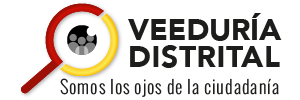 VEEDURÍA
DISTRITAL
Somos los ojos de la ciudadanía